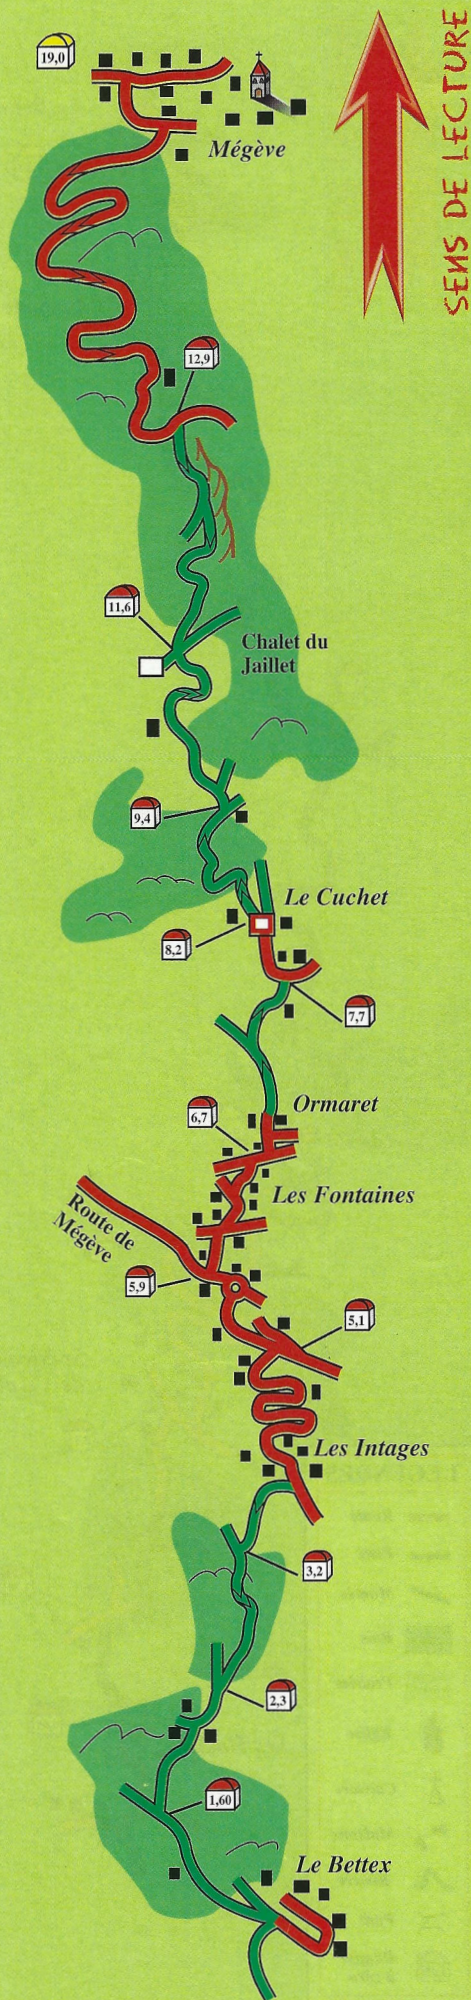 19,0
Mégève
SENS DE LECTURE
12,9
11,6
Chalet du
Jaillet
9,4
Le Cuchet
8,2
7,7
Ormaret
6,7
Les Fontaines
Route de
Mégève
5,9
5,1
Les Intages
3,2
2,3
1,60
Le Bettex